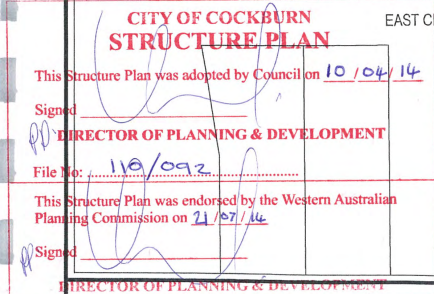 CITY OF COCKBURN
EAST C
STRUCTURE PLAN
This Structure Plan was adopted by Council on 10 / 04 / 14
Signed
PP DIRECTOR OF PLANNING & DEVELOPMENT
File No: 110/092
This Structure Plan was endorsed by the Western Australian
Planning Commission on 21 / 07 / 14
PP Signed
DIRECTOR OF PLANNING & DEVELOPMENT